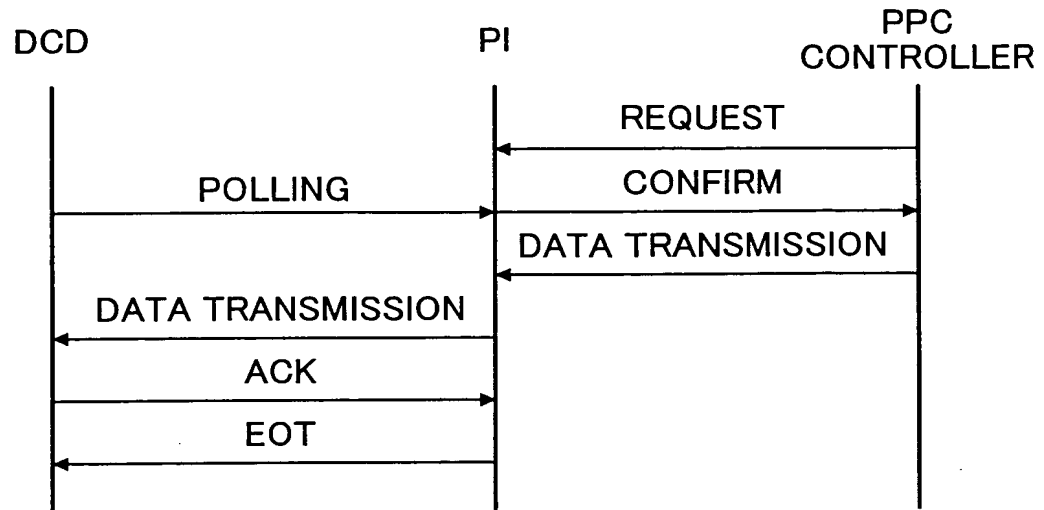 DCD
PI
PPC
CONTROLLER
REQUEST
POLLING
CONFIRM
DATA TRANSMISSION
DATA TRANSMISSION
ACK
EOT